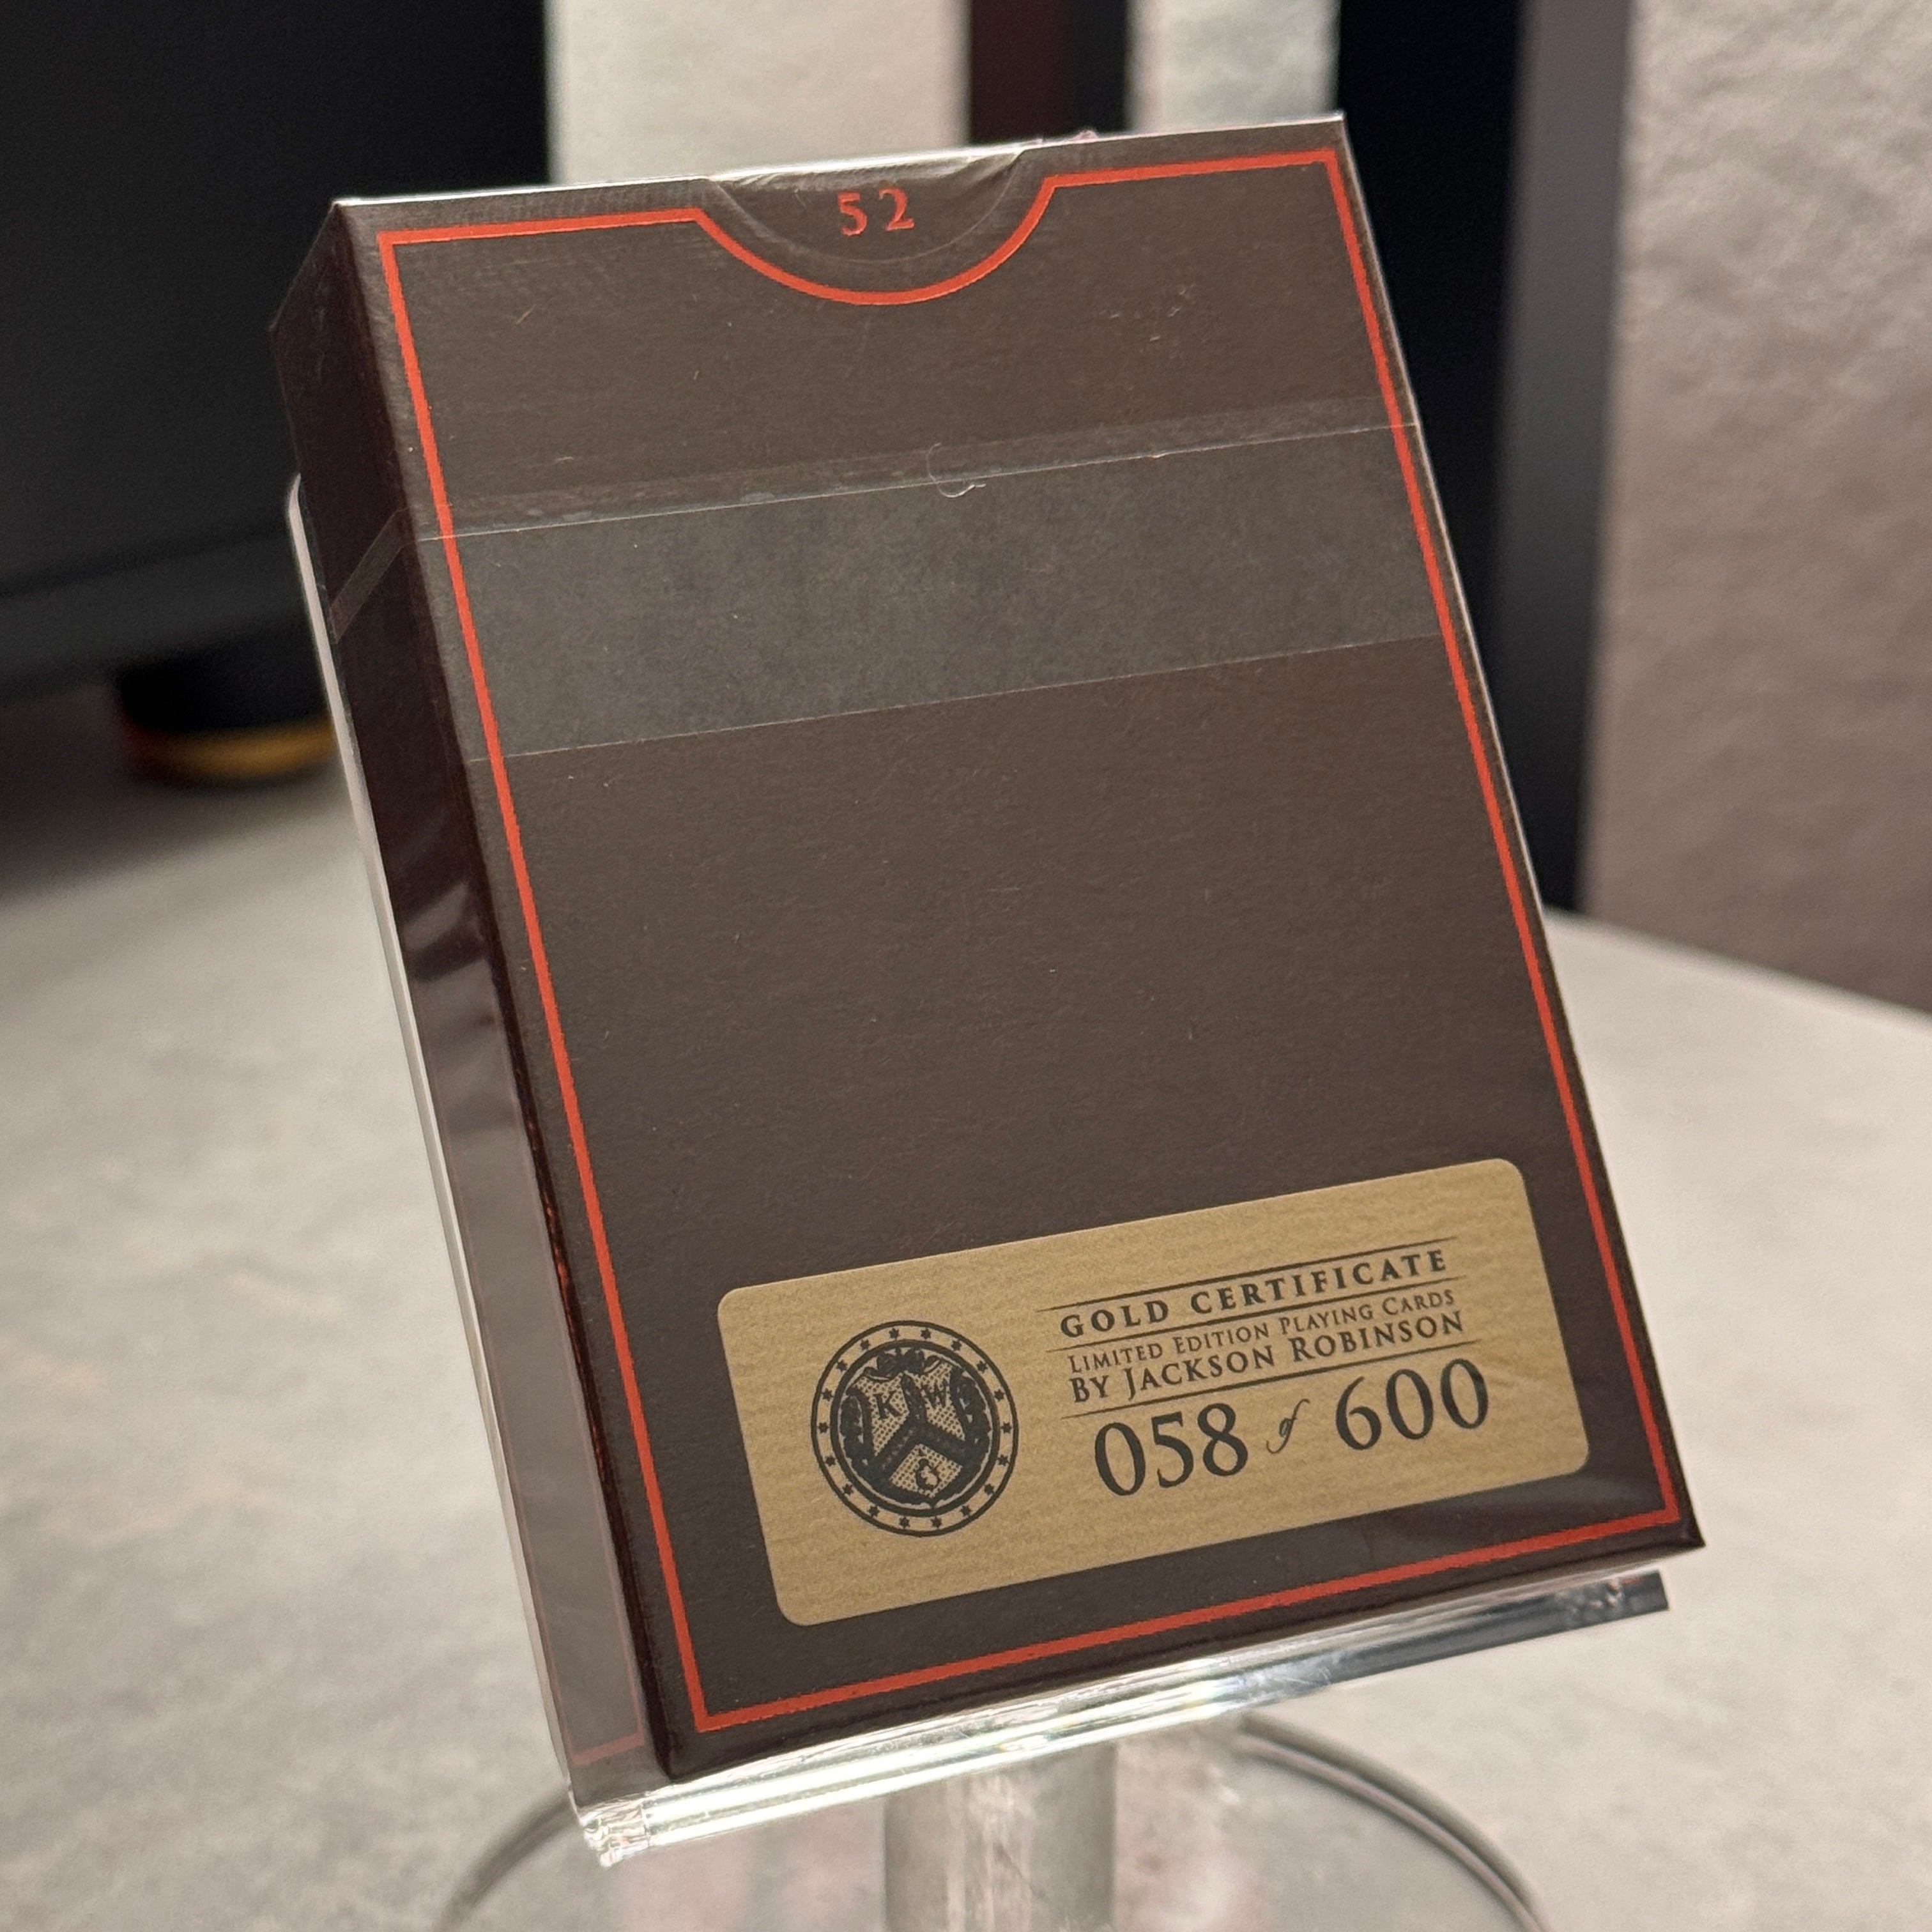 52
GOLD CERTIFICATE
LIMITED EDITION PLAYING CARDS
BY JACKSON ROBINSON
058 of 600
K W